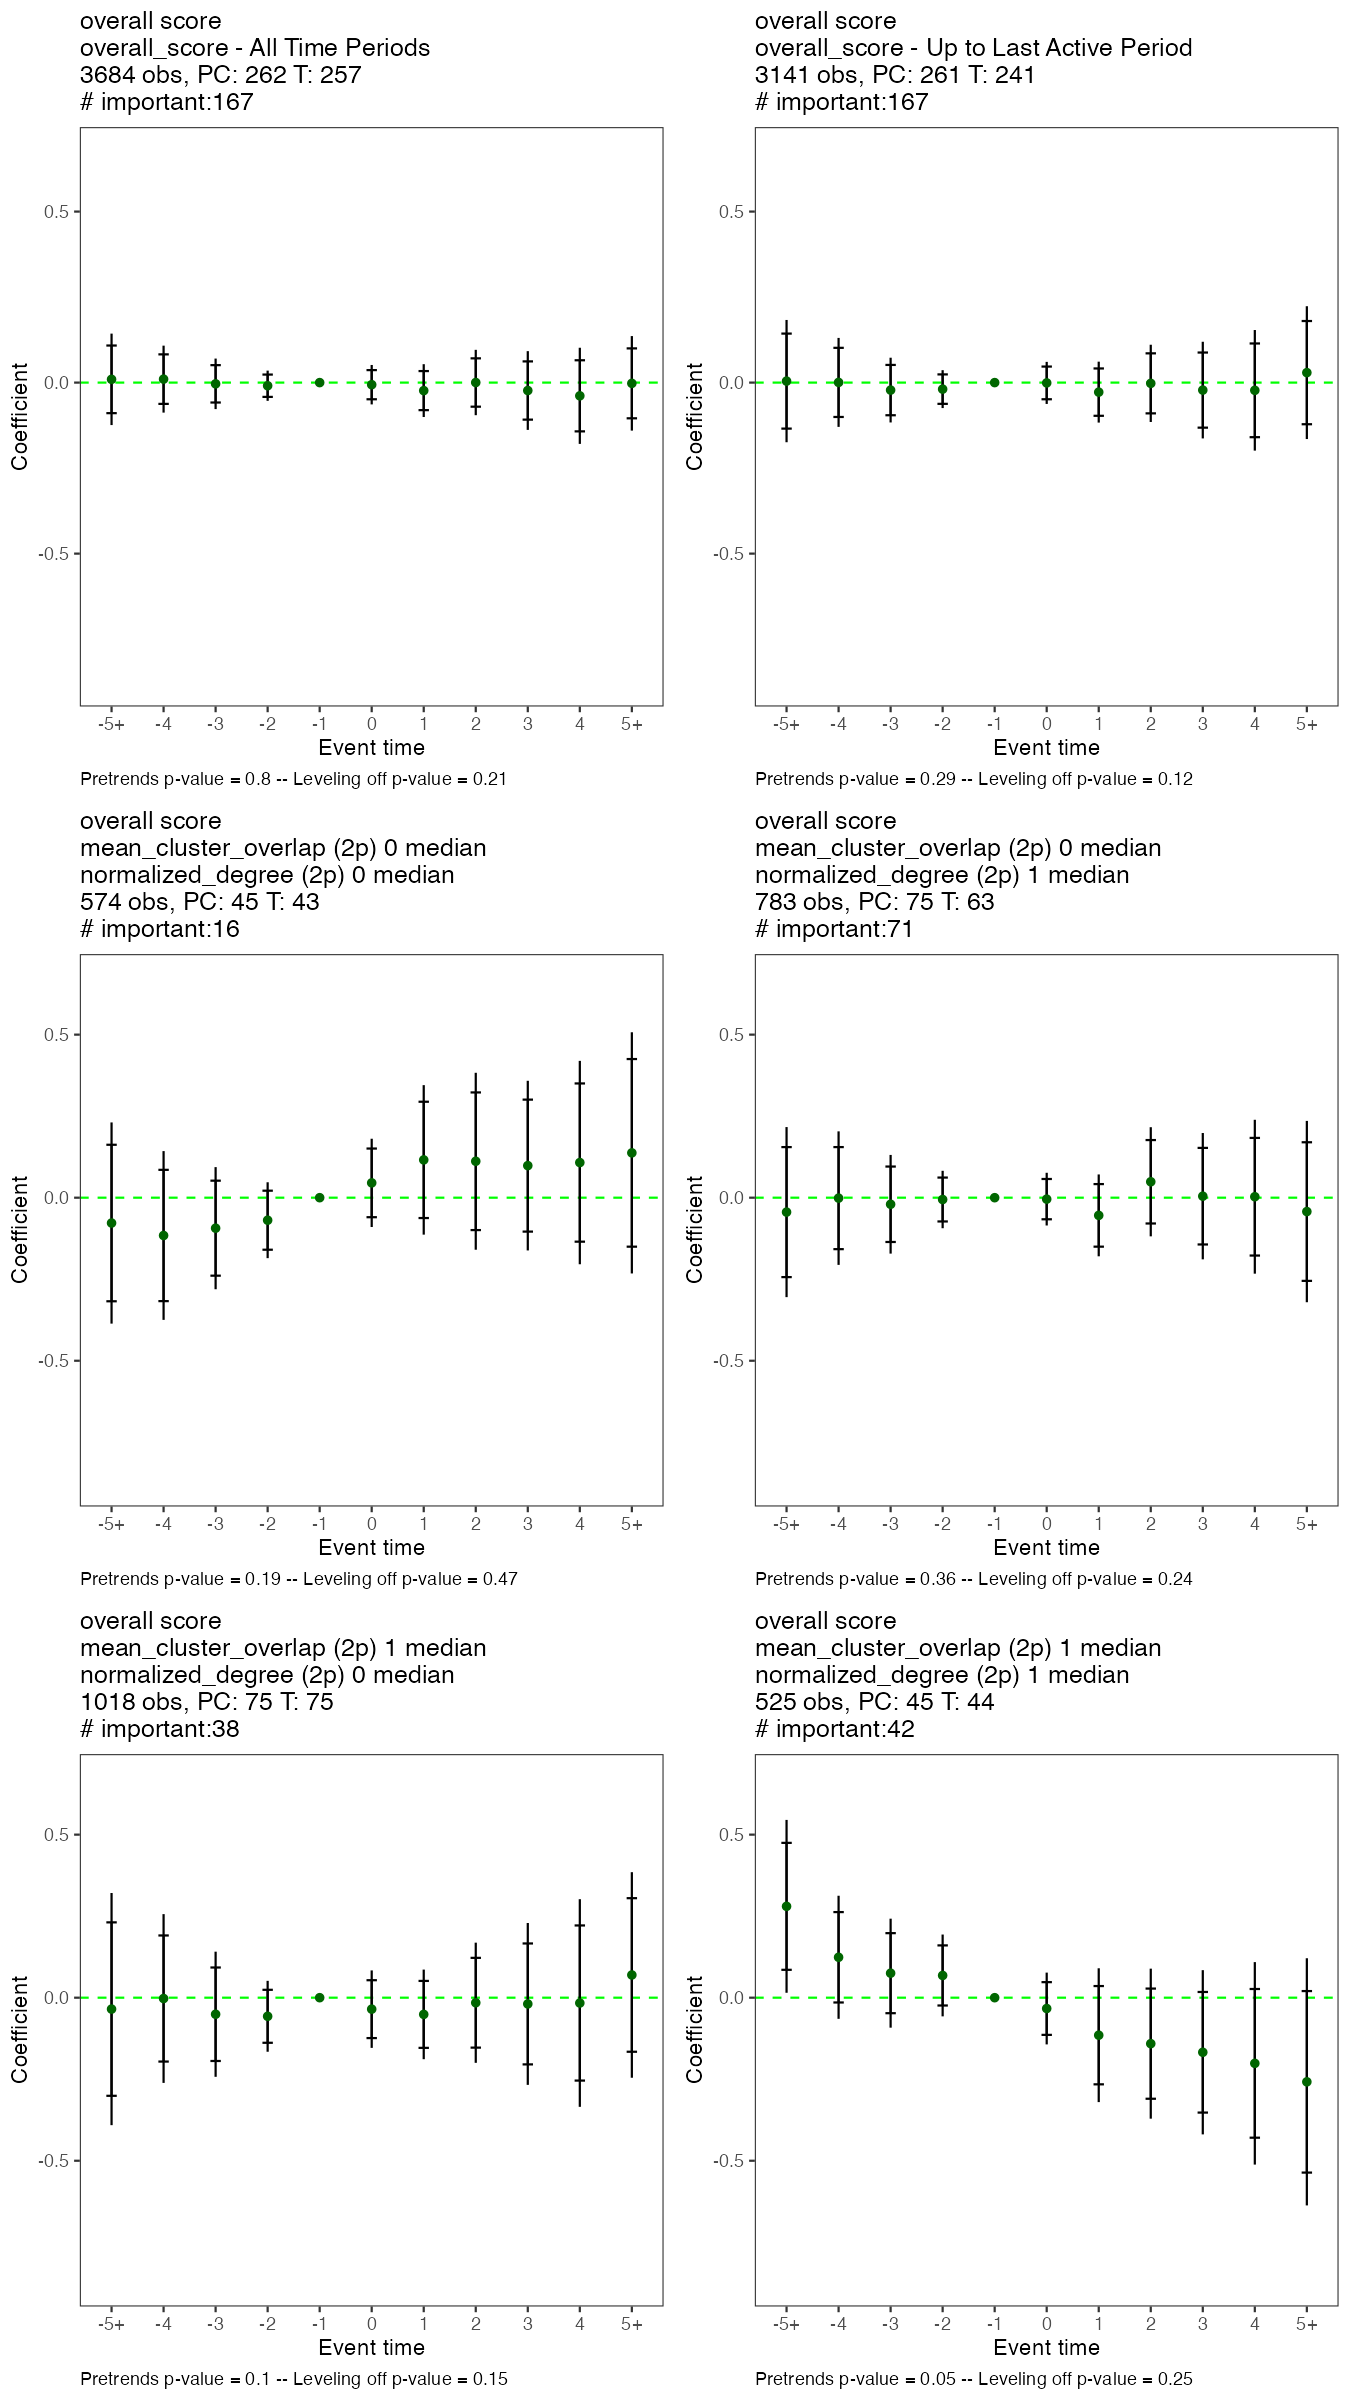 overall score
overall_score - All Time Periods
3684 obs, PC: 262 T: 257
# important:167
0.5
0.0
-0.5
Coefficient
-5+ -4 -3 -2 -1 0 1 2 3 4 5+
Event time
Pretrends p-value = 0.8 -- Leveling off p-value = 0.21
overall score
overall_score - Up to Last Active Period
3141 obs, PC: 261 T: 241
# important:167
0.5
0.0
-0.5
Coefficient
-5+ -4 -3 -2 -1 0 1 2 3 4 5+
Event time
Pretrends p-value = 0.29 -- Leveling off p-value = 0.12
overall score
mean_cluster_overlap (2p) 0 median
normalized_degree (2p) 0 median
574 obs, PC: 45 T: 43
# important:16
0.5
0.0
-0.5
Coefficient
-5+ -4 -3 -2 -1 0 1 2 3 4 5+
Event time
Pretrends p-value = 0.19 -- Leveling off p-value = 0.47
overall score
mean_cluster_overlap (2p) 0 median
normalized_degree (2p) 1 median
783 obs, PC: 75 T: 63
# important:71
0.5
0.0
-0.5
Coefficient
-5+ -4 -3 -2 -1 0 1 2 3 4 5+
Event time
Pretrends p-value = 0.36 -- Leveling off p-value = 0.24
overall score
mean_cluster_overlap (2p) 1 median
normalized_degree (2p) 0 median
1018 obs, PC: 75 T: 75
# important:38
0.5
0.0
-0.5
Coefficient
-5+ -4 -3 -2 -1 0 1 2 3 4 5+
Event time
Pretrends p-value = 0.1 -- Leveling off p-value = 0.15
overall score
mean_cluster_overlap (2p) 1 median
normalized_degree (2p) 1 median
525 obs, PC: 45 T: 44
# important:42
0.5
0.0
-0.5
Coefficient
-5+ -4 -3 -2 -1 0 1 2 3 4 5+
Event time
Pretrends p-value = 0.05 -- Leveling off p-value = 0.25